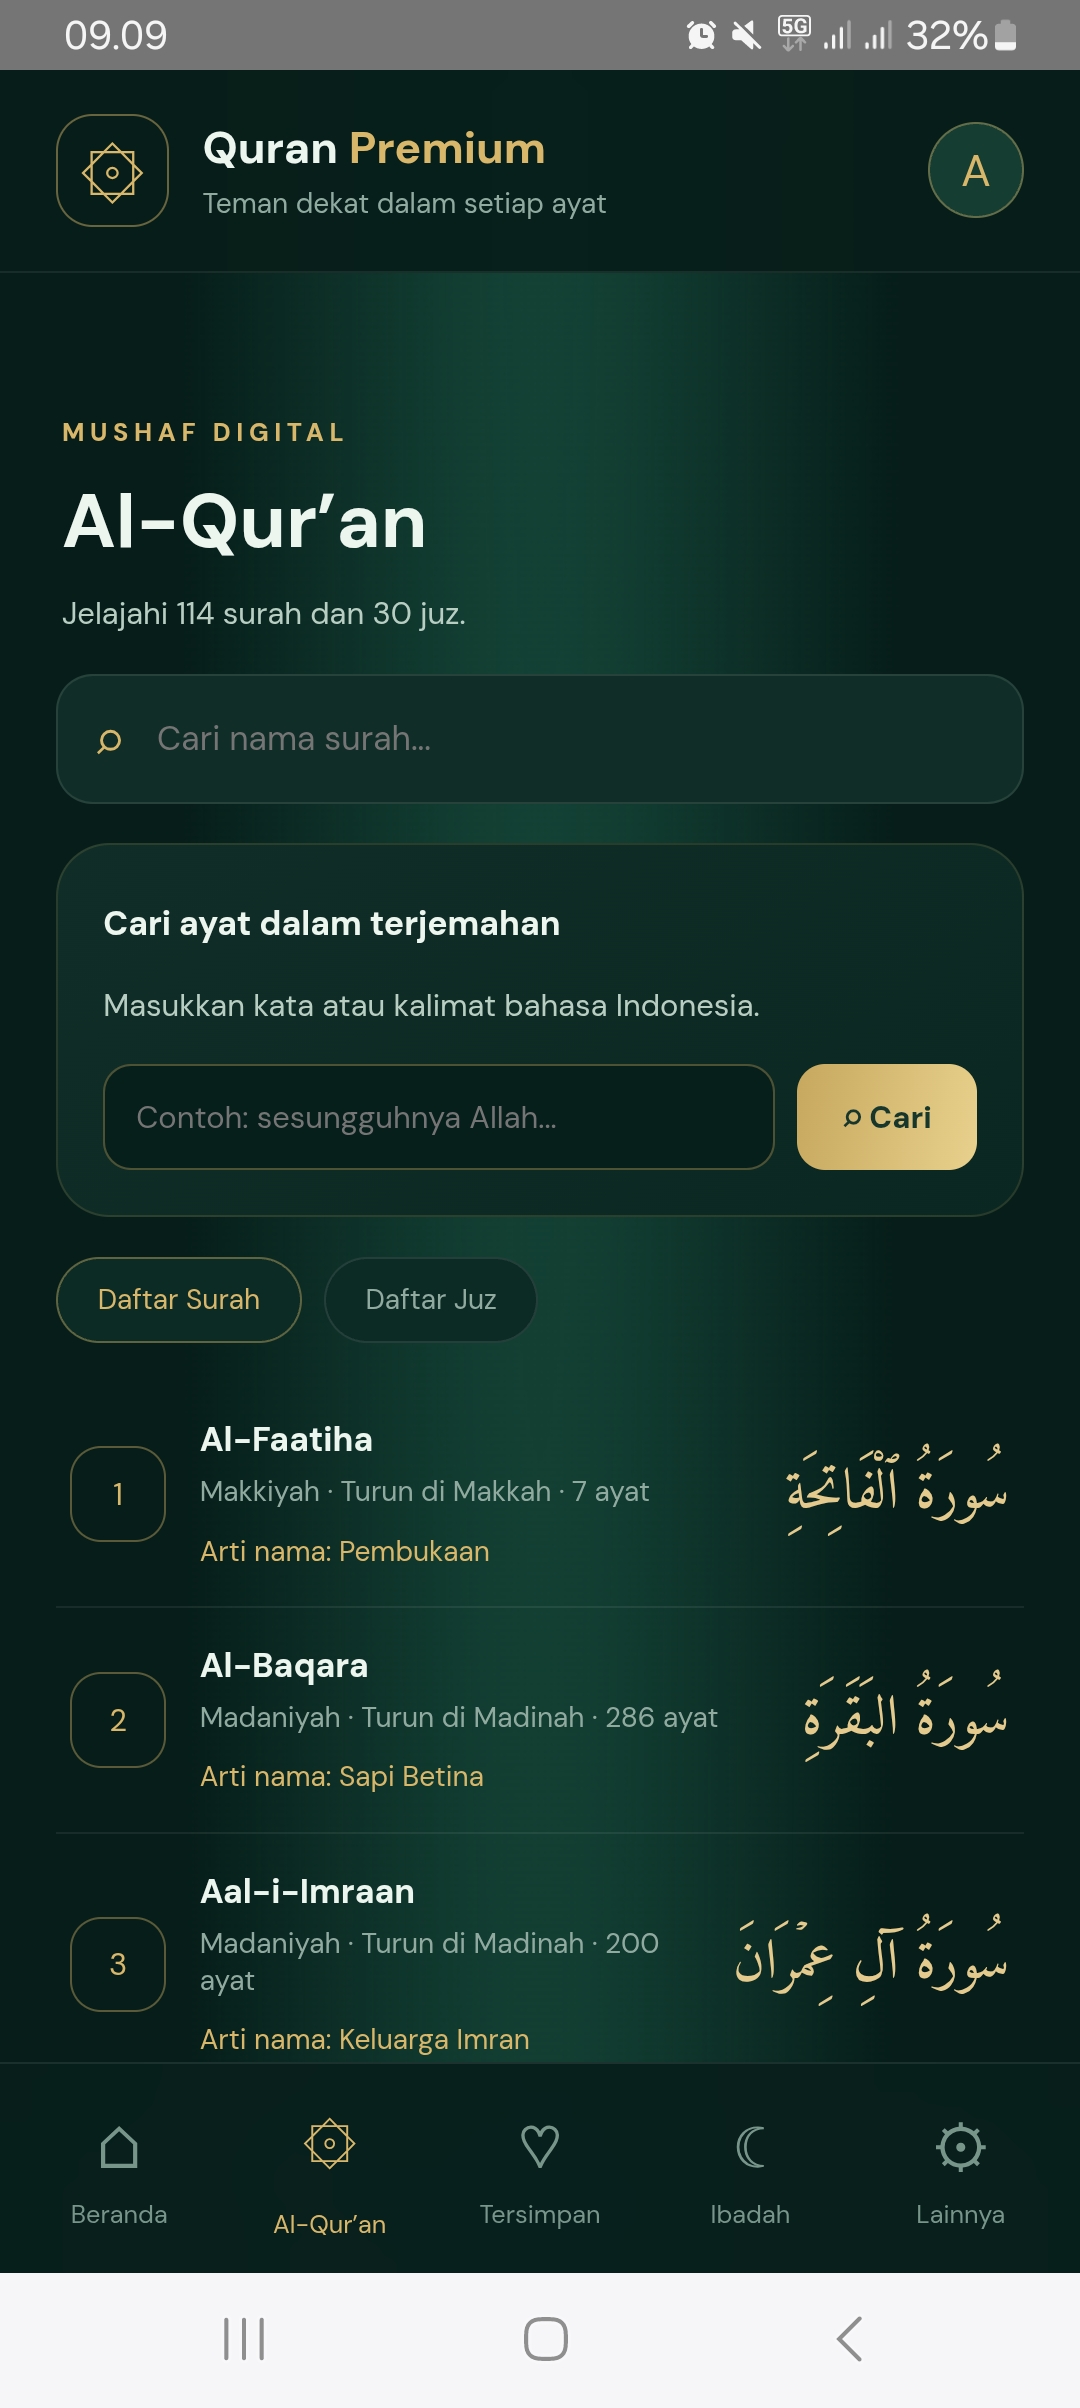 09.09
5G
32%
Quran Premium
Teman dekat dalam setiap ayat
A
MUSHAF DIGITAL
Al-Qur’an
Jelajahi 114 surah dan 30 juz.
Cari nama surah...
Cari ayat dalam terjemahan
Masukkan kata atau kalimat bahasa Indonesia.
Contoh: sesungguhnya Allah...
Cari
Daftar Surah
Daftar Juz
1
Al-Faatiha
Makkiyah · Turun di Makkah · 7 ayat
Arti nama: Pembukaan
سُورَةُ ٱلْفَاتِحَةِ
2
Al-Baqara
Madaniyah · Turun di Madinah · 286 ayat
Arti nama: Sapi Betina
سُورَةُ البَقَرَةِ
3
Aal-i-Imraan
Madaniyah · Turun di Madinah · 200
ayat
Arti nama: Keluarga Imran
سُورَةُ آلِ عِمۡرَانَ
Beranda
Al-Qur’an
Tersimpan
Ibadah
Lainnya